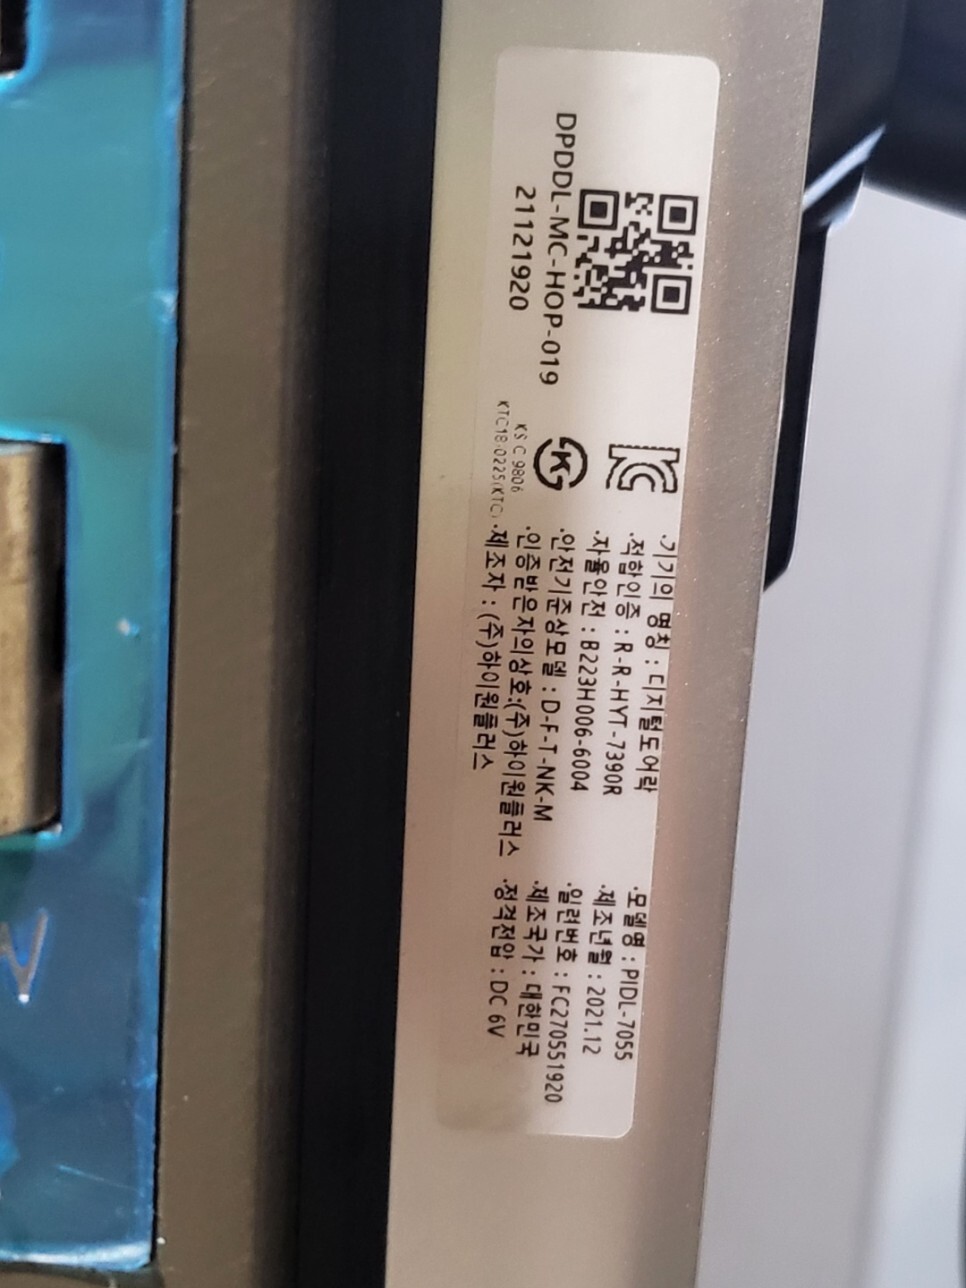 DPDDL-MC-HOP-019
21121920
KS C 9806
KTC18-0225(KTC)
·기기의 명칭 : 디지털도어락
·적합인증 : R-R-HYT-7390R
·자율안전 : B223H006-6004
·안전기준상모델 : D-F-T-NK-M
·인증받은자의상호:(주)하이원플러스
·제조자 : (주)하이원플러스
·모델명 : PIDL-7055
·제조년월 : 2021.12
·일련번호 : FC270551920
·제조국가 : 대한민국
·정격전압 : DC 6V